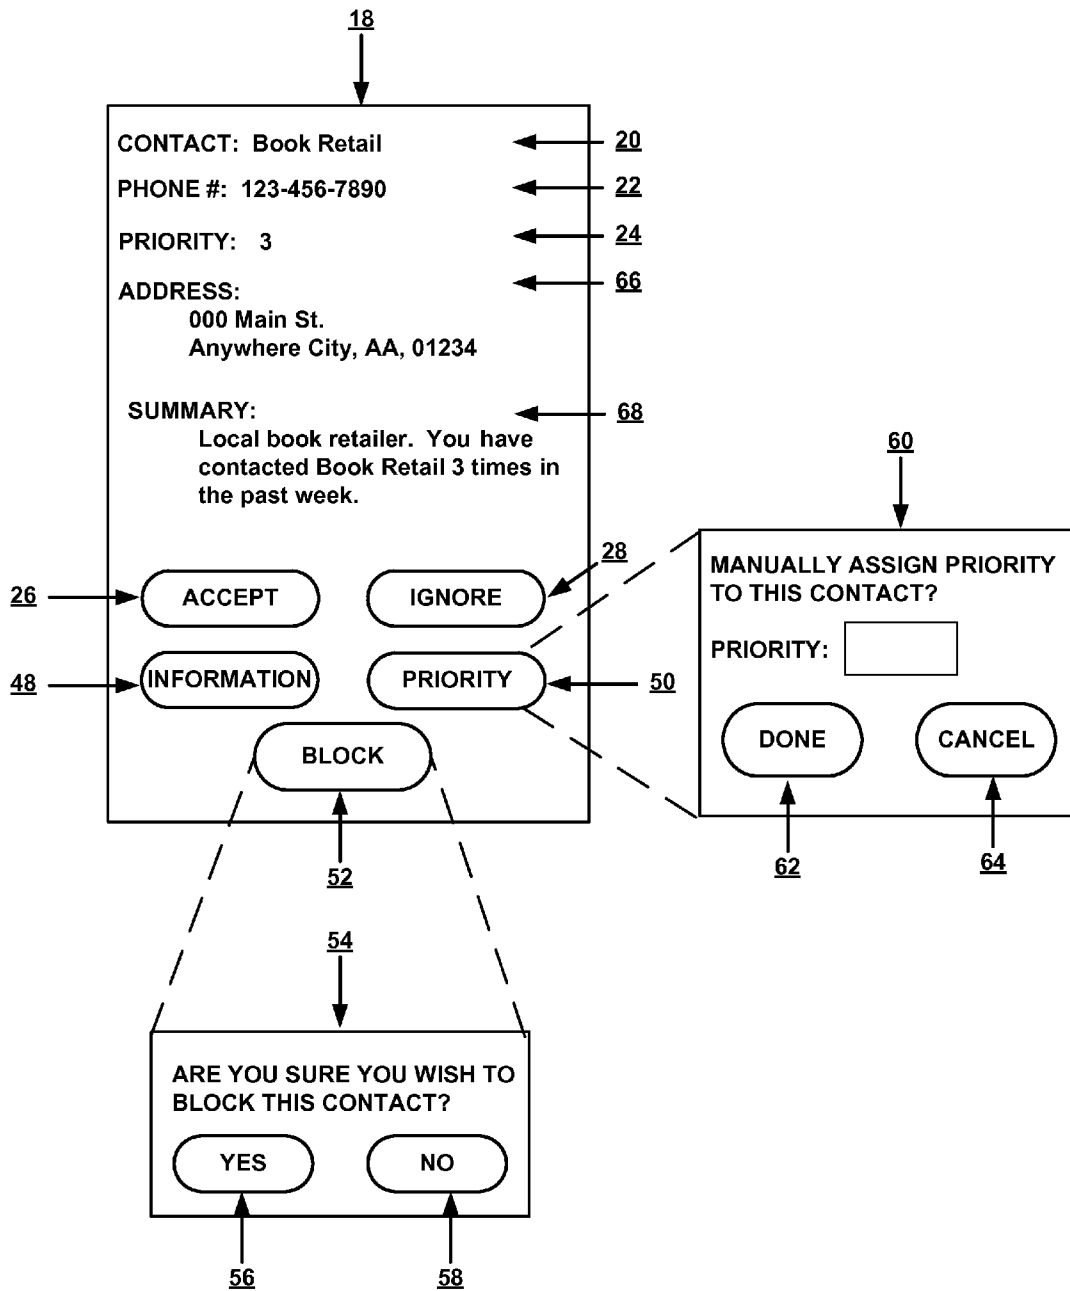 18
CONTACT: Book Retail
20
PHONE #: 123-456-7890
22
PRIORITY: 3
24
ADDRESS:
66
000 Main St.
Anywhere City, AA, 01234
SUMMARY:
68
Local book retailer. You have
contacted Book Retail 3 times in
the past week.
60
MANUALLY ASSIGN PRIORITY
TO THIS CONTACT?
PRIORITY:
DONE
CANCEL
62
64
26
ACCEPT
IGNORE
28
48
INFORMATION
PRIORITY
50
BLOCK
52
54
ARE YOU SURE YOU WISH TO
BLOCK THIS CONTACT?
YES
NO
56
58